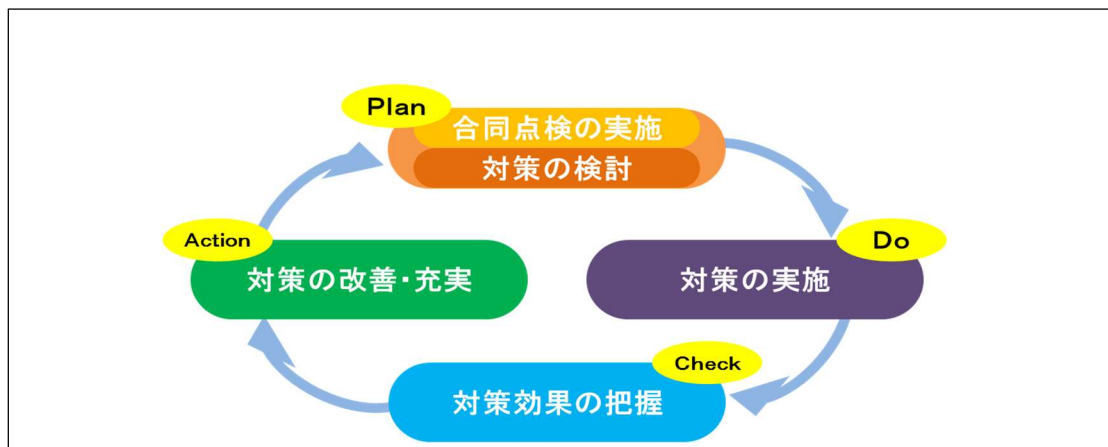 Plan
合同点検の実施
対策の検討
Action
Do
対策の改善・充実
対策の実施
Check
対策効果の把握